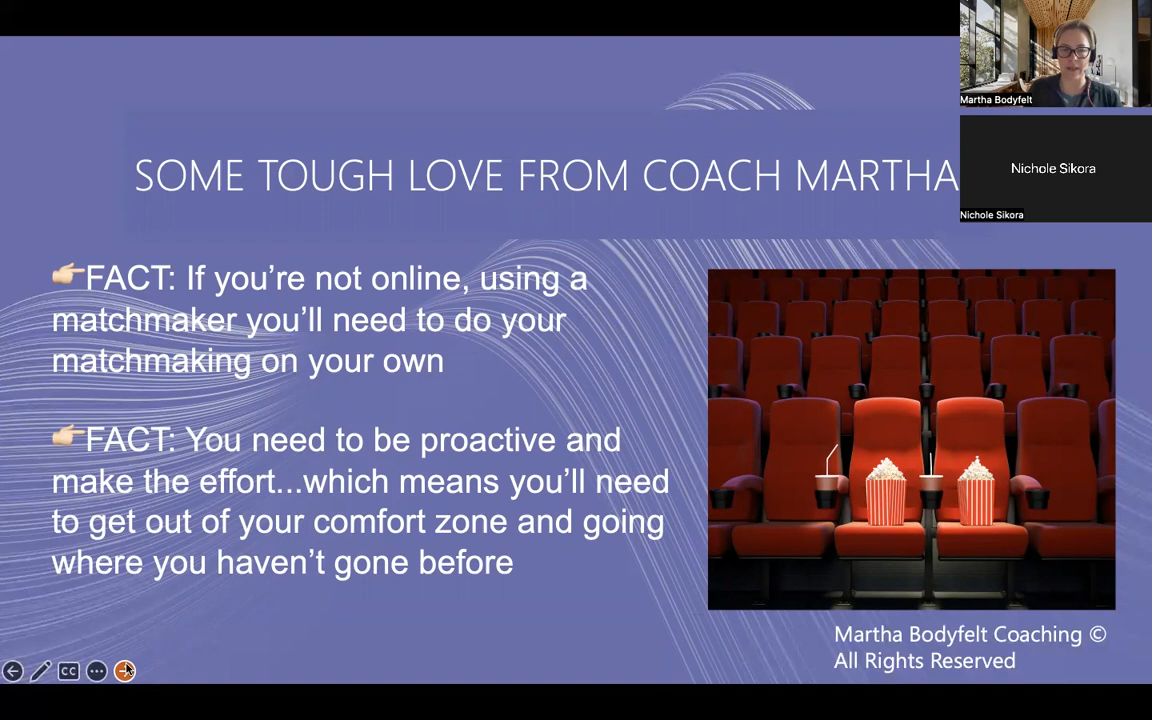 SOME TOUGH LOVE FROM COACH MARTHA
👉FACT: If you’re not online, using a
matchmaker you’ll need to do your
matchmaking on your own
👉FACT: You need to be proactive and
make the effort...which means you’ll need
to get out of your comfort zone and going
where you haven’t gone before
Martha Bodyfelt Coaching ©
All Rights Reserved
Martha Bodyfelt
Nichole Sikora
Nichole Sikora
CC